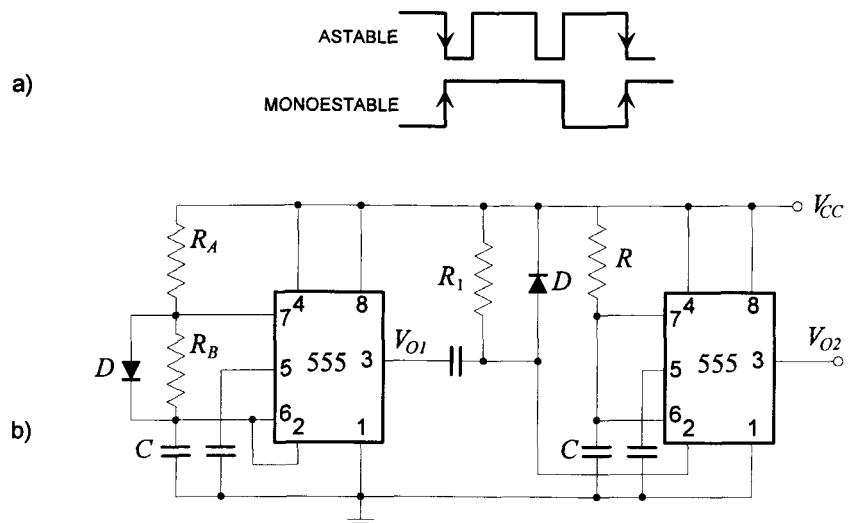 ASTABLE
a)
MONOESTABLE
V_CC
R_A
R_1
D
R
4
8
4
8
7
7
R_B
V_O1
V_O2
D
5
555
3
5
555
3
6
6
2
1
2
1
b)
C
C